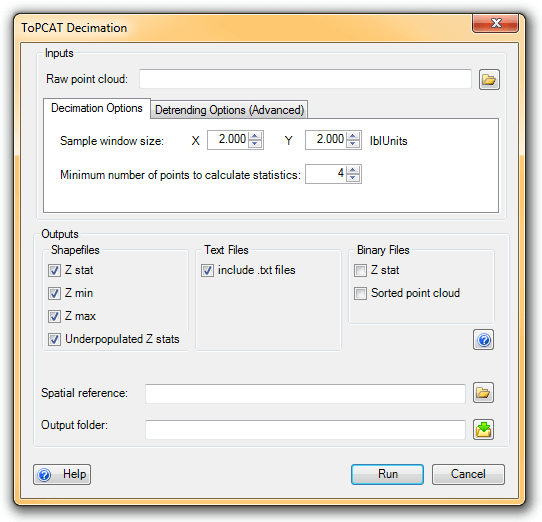 ToPCAT Decimation
Inputs
Raw point cloud:
Decimation Options
Detrending Options (Advanced)
Sample window size: X 2.000 Y 2.000 lblUnits
Minimum number of points to calculate statistics: 4
Outputs
Shapefiles
Z stat
Z min
Z max
Underpopulated Z stats
Text Files
include .txt files
Binary Files
Z stat
Sorted point cloud
Spatial reference:
Output folder:
Help
Run
Cancel